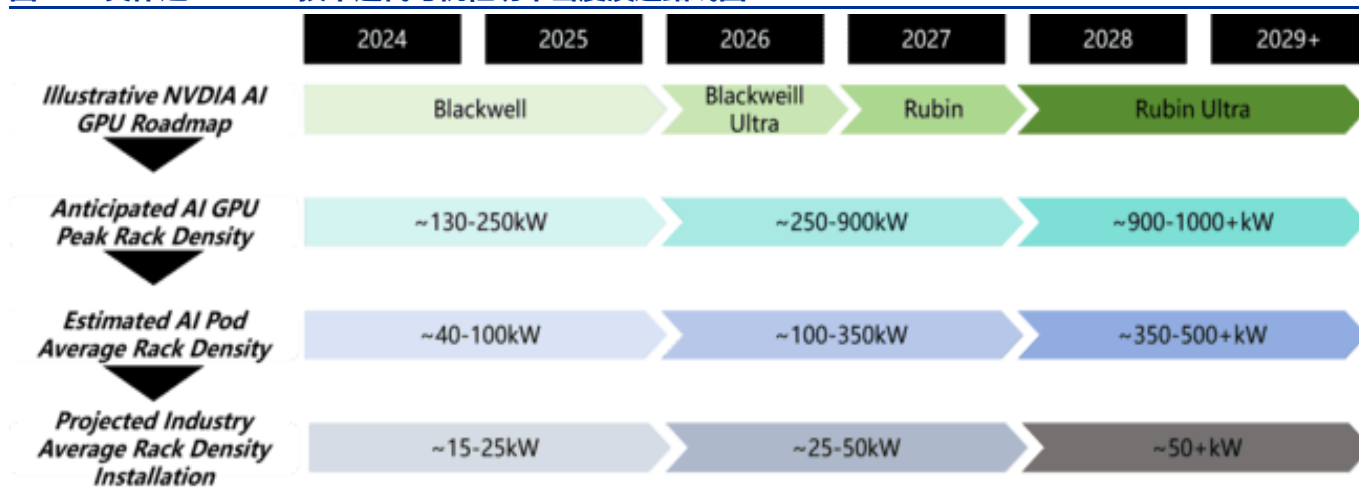 2024 2025 2026 2027 2028 2029+
Illustrative NVDIA AI
GPU Roadmap
Blackwell
Blackweill
Ultra
Rubin
Rubin Ultra
Anticipated AI GPU
Peak Rack Density
~130-250kW
~250-900kW
~900-1000+kW
Estimated AI Pod
Average Rack Density
~40-100kW
~100-350kW
~350-500+kW
Projected Industry
Average Rack Density
Installation
~15-25kW
~25-50kW
~50+kW